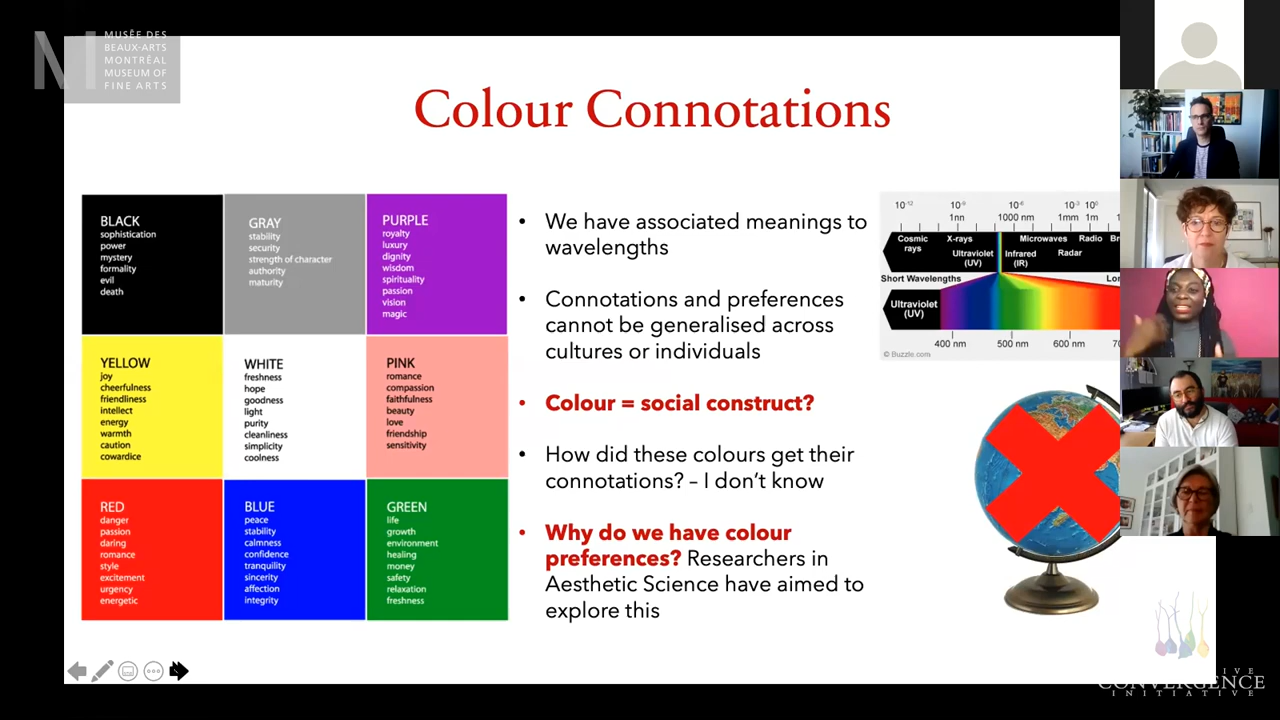 MUSÉE DES
BEAUX-ARTS
MONTRÉAL
MUSEUM OF
FINE ARTS
Colour Connotations
BLACK
sophistication
power
mystery
formality
evil
death
GRAY
stability
security
strength of character
authority
maturity
PURPLE
royalty
luxury
dignity
wisdom
spirituality
passion
vision
magic
YELLOW
joy
cheerfulness
friendliness
intellect
energy
warmth
caution
cowardice
WHITE
freshness
hope
goodness
light
purity
cleanliness
simplicity
coolness
PINK
romance
compassion
faithfulness
beauty
love
friendship
sensitivity
RED
danger
passion
daring
romance
style
excitement
urgency
energetic
BLUE
peace
stability
calmness
confidence
tranquility
sincerity
affection
integrity
GREEN
life
growth
environment
healing
money
safety
relaxation
freshness
• We have associated meanings to
wavelengths
• Connotations and preferences
cannot be generalised across
cultures or individuals
• Colour = social construct?
• How did these colours get their
connotations? – I don't know
• Why do we have colour
preferences? Researchers in
Aesthetic Science have aimed to
explore this
10⁻¹² 10⁻⁹ 10⁻⁶ 10⁻³ 10⁰
1nn 1000 nm 1mm 1m
Cosmic
rays
X-rays
Microwaves
Radio
Ultraviolet
(UV)
Infrared
(IR)
Radar
Short Wavelengths
Ultraviolet
(UV)
400 nm 500 nm 600 nm
© Buzzle.com
CONVERGENCE
INITIATIVE